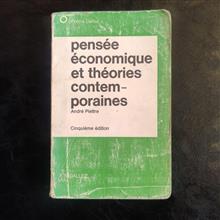 pensée
économique
et théories
contem-
poraines
André Piettre
Cinquième édition